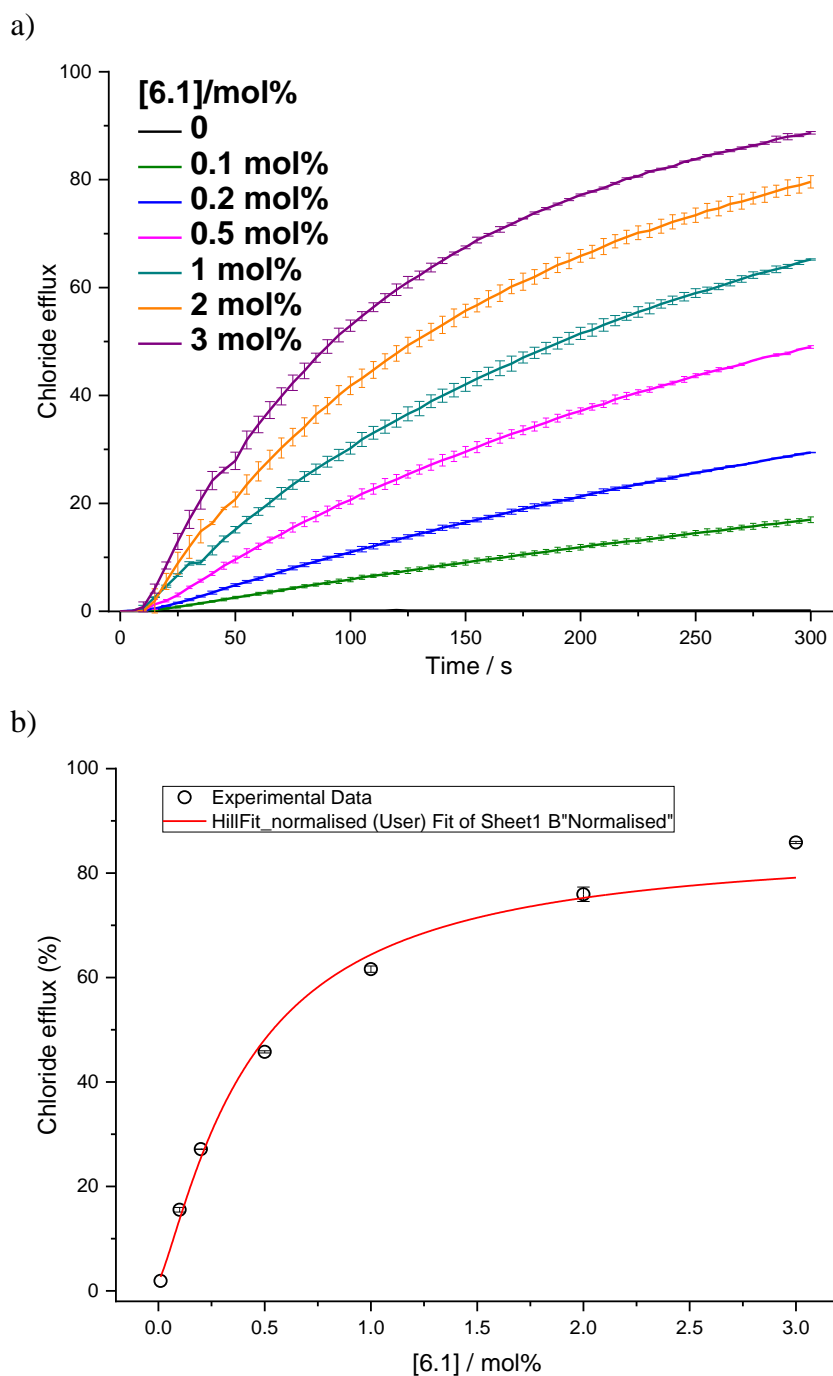 a)
100
80
60
40
20
0
Chloride efflux
[6.1]/mol%
0
0.1 mol%
0.2 mol%
0.5 mol%
1 mol%
2 mol%
3 mol%
0 50 100 150 200 250 300
Time / s
b)
100
80
60
40
20
0
Chloride efflux (%)
Experimental Data
HillFit_normalised (User) Fit of Sheet1 B"Normalised"
0.0 0.5 1.0 1.5 2.0 2.5 3.0
[6.1] / mol%